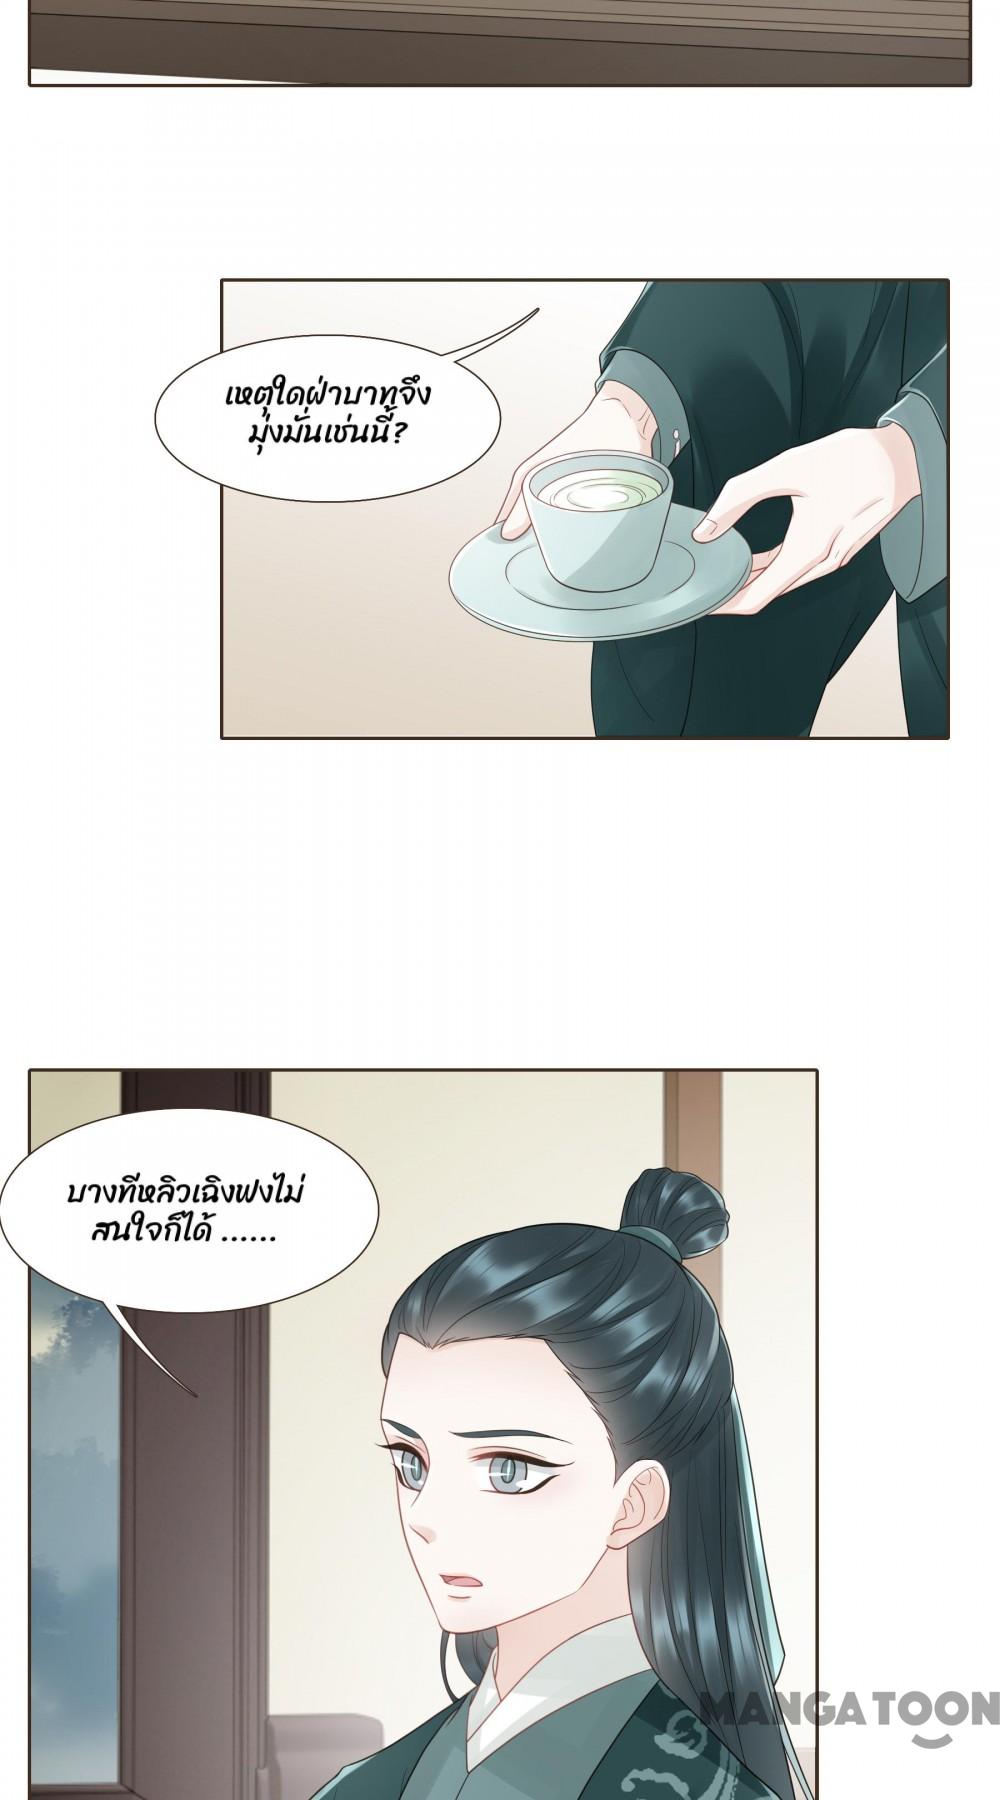 เหตุใดฝ่าบาทจึง
มุ่งมั่นเช่นนี้?
บางทีหลิวเฉิงฟงไม่
สนใจก็ได้ ......
MANGATOON